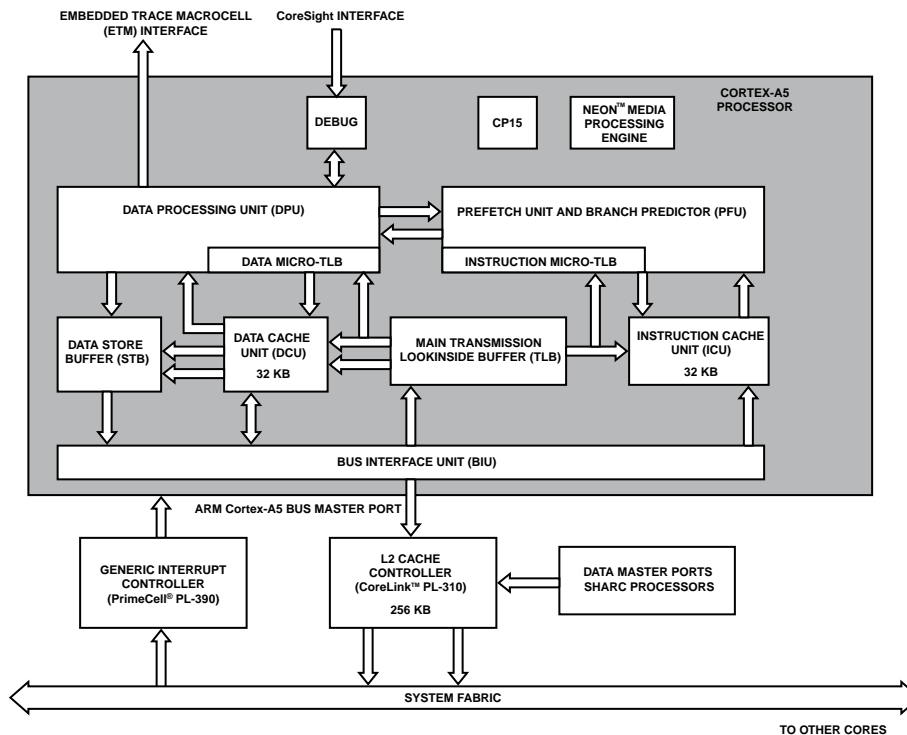 EMBEDDED TRACE MACROCELL
(ETM) INTERFACE
CoreSight INTERFACE
CORTEX-A5
PROCESSOR
DEBUG
CP15
NEON™ MEDIA
PROCESSING
ENGINE
DATA PROCESSING UNIT (DPU)
PREFETCH UNIT AND BRANCH PREDICTOR (PFU)
DATA MICRO-TLB
INSTRUCTION MICRO-TLB
DATA STORE
BUFFER (STB)
DATA CACHE
UNIT (DCU)
32 KB
MAIN TRANSMISSION
LOOKINSIDE BUFFER (TLB)
INSTRUCTION CACHE
UNIT (ICU)
32 KB
BUS INTERFACE UNIT (BIU)
ARM Cortex-A5 BUS MASTER PORT
GENERIC INTERRUPT
CONTROLLER
(PrimeCell® PL-390)
L2 CACHE
CONTROLLER
(CoreLink™ PL-310)
256 KB
DATA MASTER PORTS
SHARC PROCESSORS
SYSTEM FABRIC
TO OTHER CORES